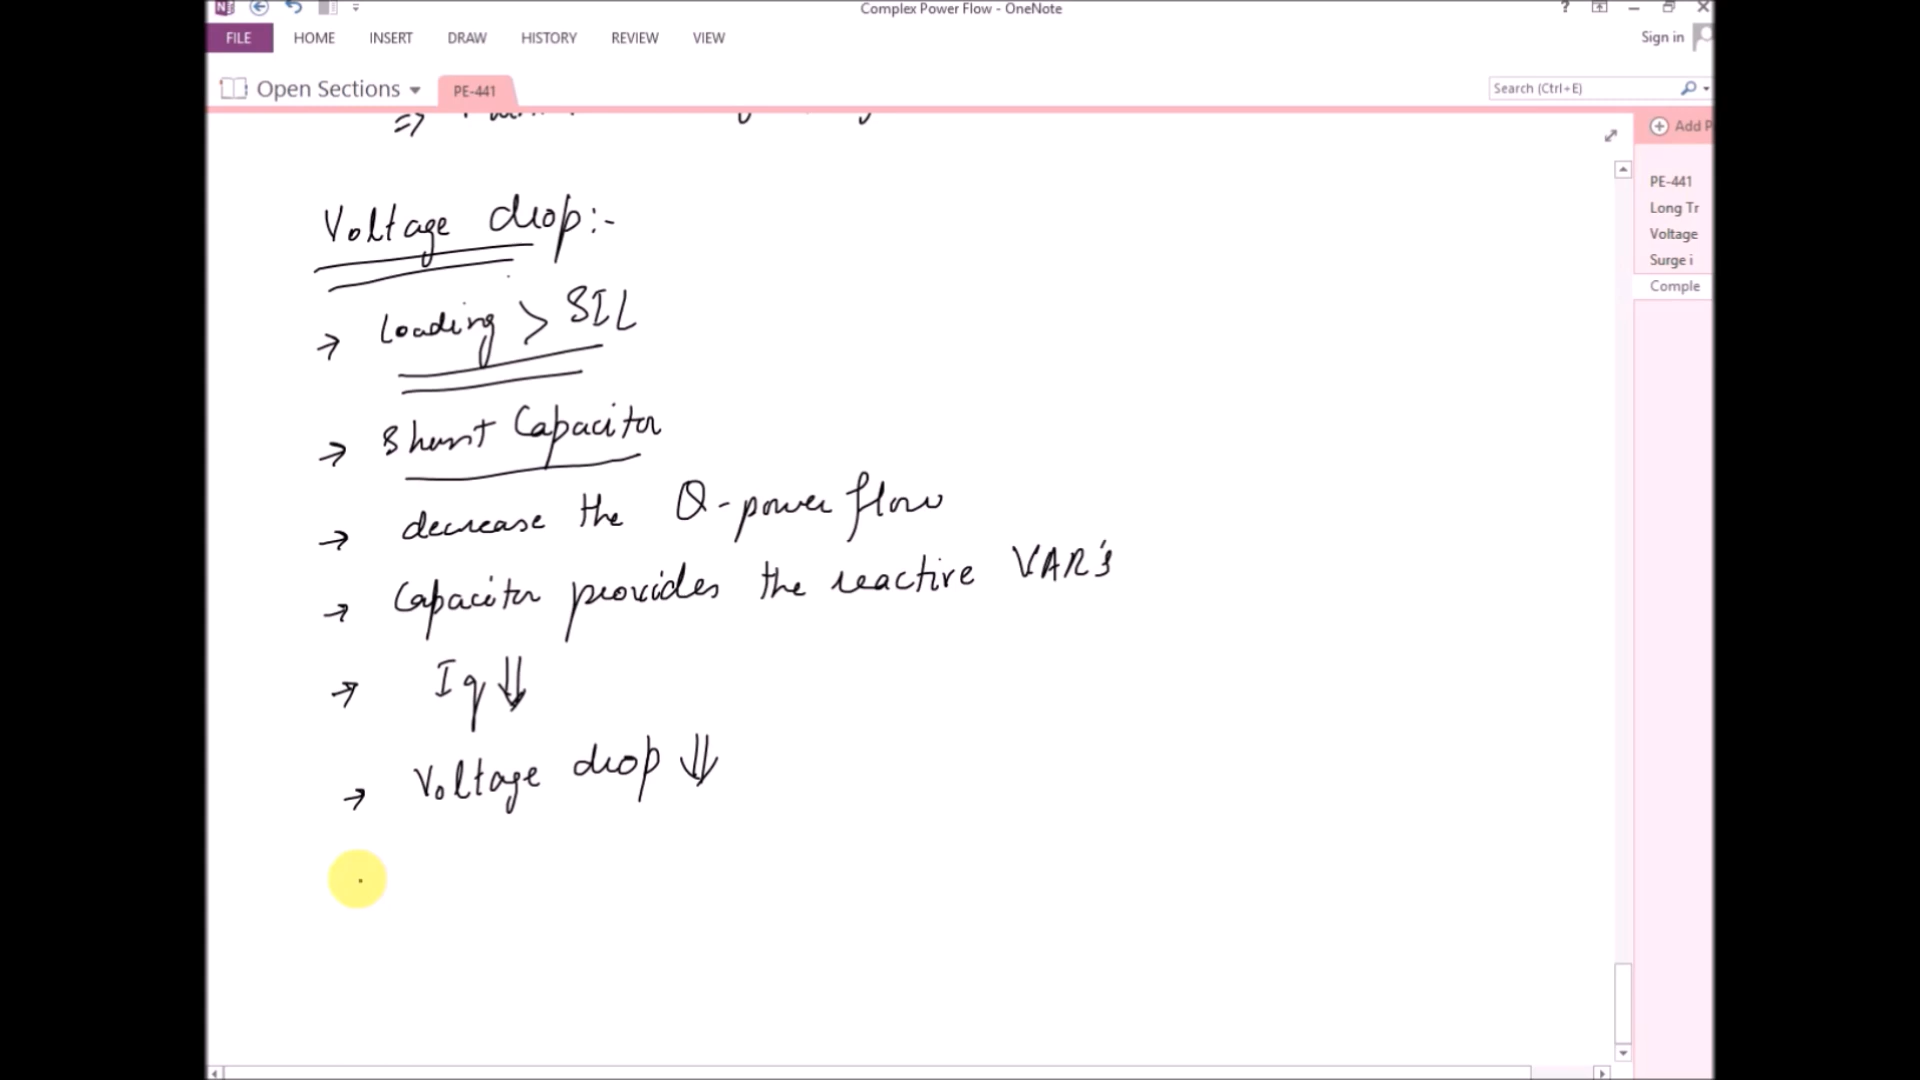 Complex Power Flow - OneNote
?
FILE HOME INSERT DRAW HISTORY REVIEW VIEW
Sign in
Open Sections PE-441
Search (Ctrl+E)
Add P
PE-441
Long Tr
Voltage
Surge i
Comple
⇒
Voltage drop:-
→ loading > SIL
→ Shunt Capacitor
→ decrease the Q-power flow
→ Capacitor provides the reactive VAR's
→ Iq ⇓
→ Voltage drop ⇓